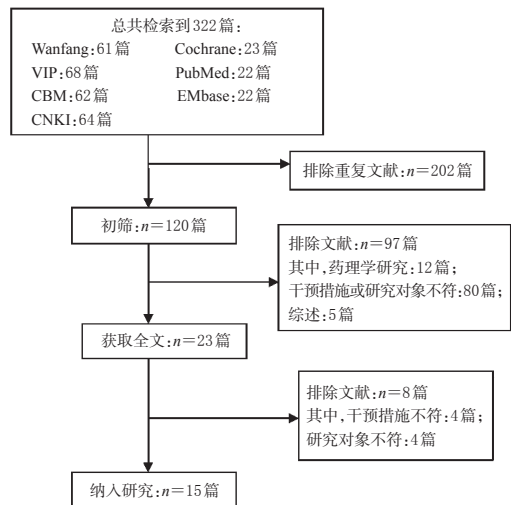 总共检索到322篇：
Wanfang:61篇 Cochrane:23篇
VIP:68篇 PubMed:22篇
CBM:62篇 EMbase:22篇
CNKI:64篇
排除重复文献:n=202篇
初筛:n=120篇
排除文献:n=97篇
其中,药理学研究:12篇;
干预措施或研究对象不符:80篇;
综述:5篇
获取全文:n=23篇
排除文献:n=8篇
其中,干预措施不符:4篇;
研究对象不符:4篇
纳入研究:n=15篇